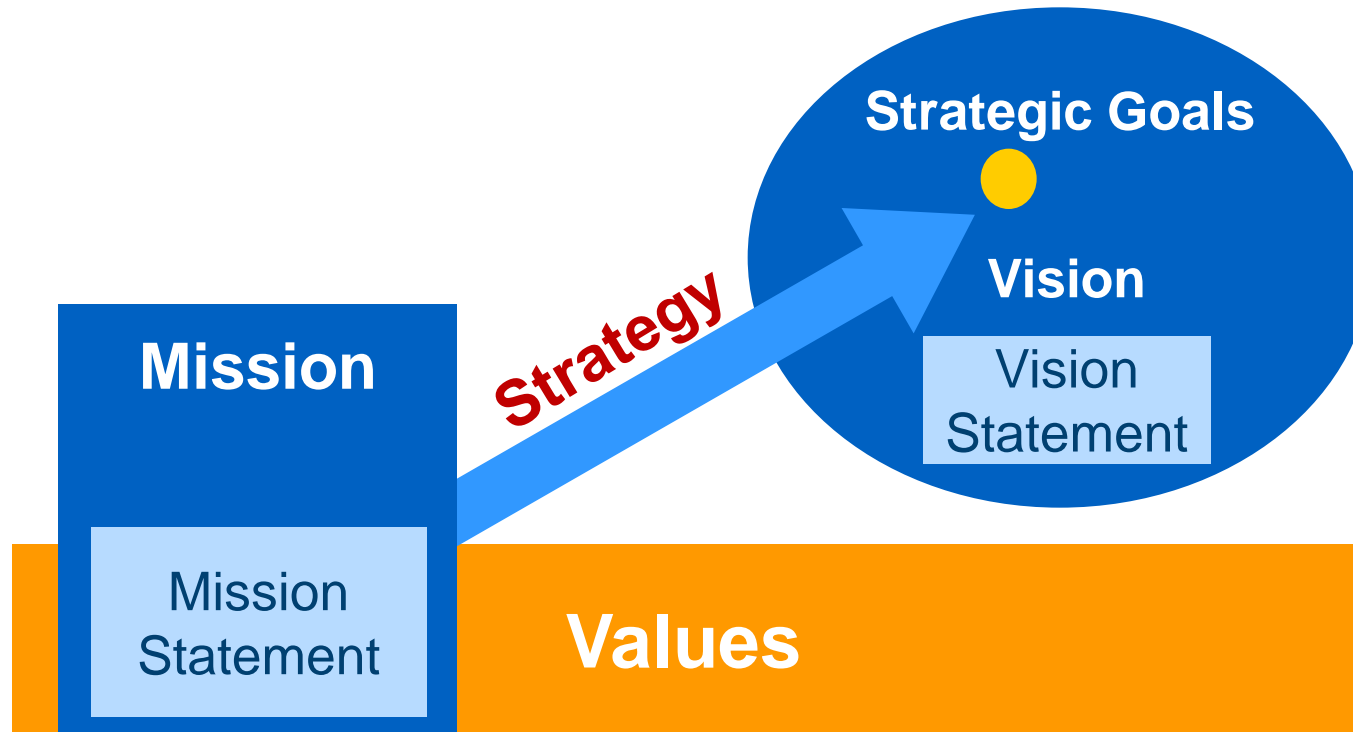 Strategic Goals
Vision
Vision
Statement
Strategy
Mission
Mission
Statement
Values